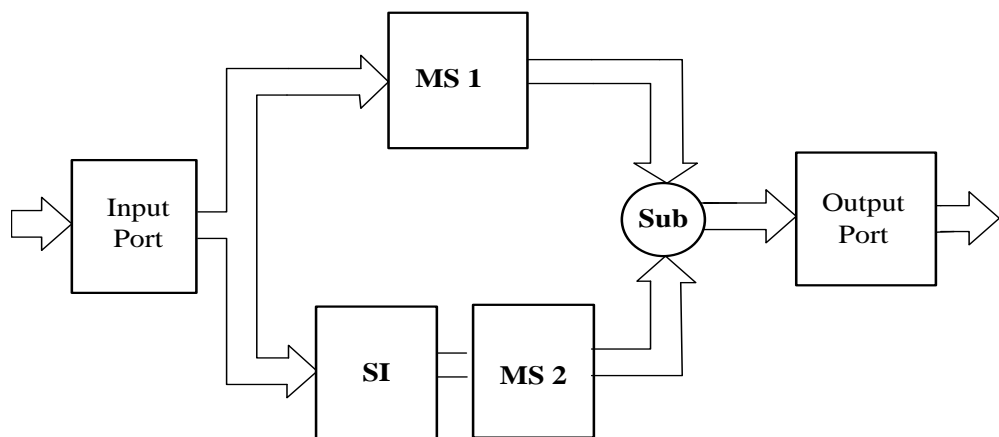 MS 1
Input
Port
Sub
Output
Port
SI
MS 2